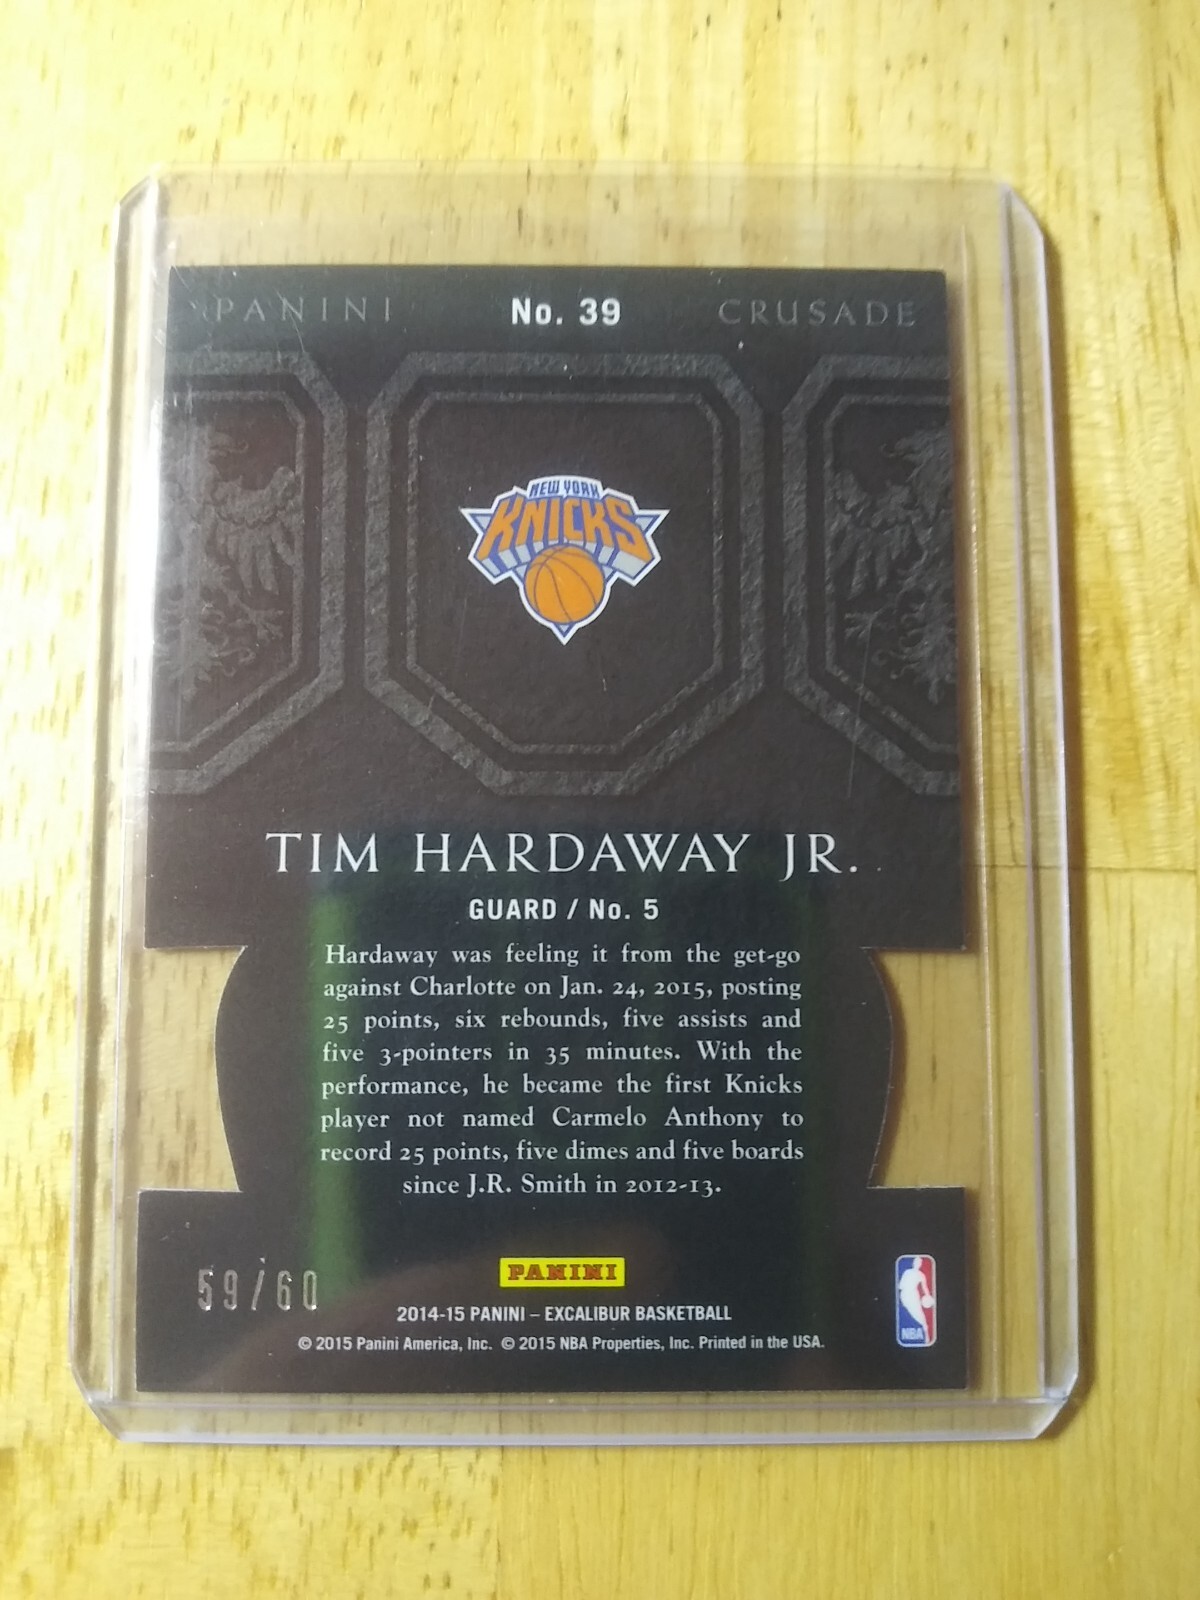 PANINI No. 39 CRUSADE
NEW YORK
KNICKS
TIM HARDAWAY JR.
GUARD / No. 5
Hardaway was feeling it from the get-go
against Charlotte on Jan. 24, 2015, posting
25 points, six rebounds, five assists and
five 3-pointers in 35 minutes. With the
performance, he became the first Knicks
player not named Carmelo Anthony to
record 25 points, five dimes and five boards
since J.R. Smith in 2012-13.
59/60
PANINI
2014-15 PANINI – EXCALIBUR BASKETBALL
© 2015 Panini America, Inc. © 2015 NBA Properties, Inc. Printed in the USA.
NBA